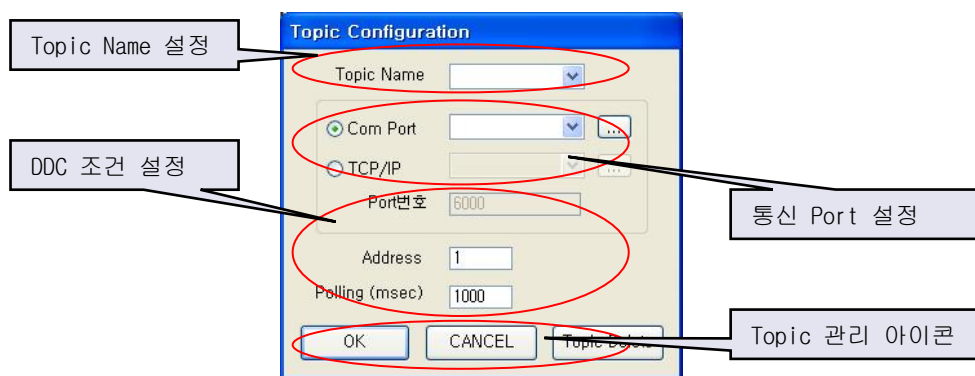 Topic Configuration
Topic Name 설정
Topic Name
Com Port
...
DDC 조건 설정
TCP/IP
...
Port번호
6000
통신 Port 설정
Address
1
Polling (msec)
1000
OK
CANCEL
Topic Delete
Topic 관리 아이콘